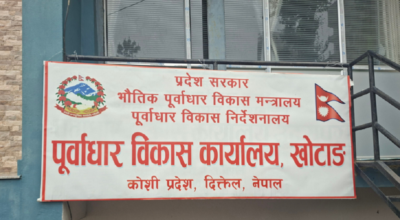 प्रदेश सरकार
भौतिक पूर्वाधार विकास मन्त्रालय
पूर्वाधार विकास निर्देशनालय
पूर्वाधार विकास कार्यालय, खोटाङ
कोशी प्रदेश, दिक्तेल, नेपाल